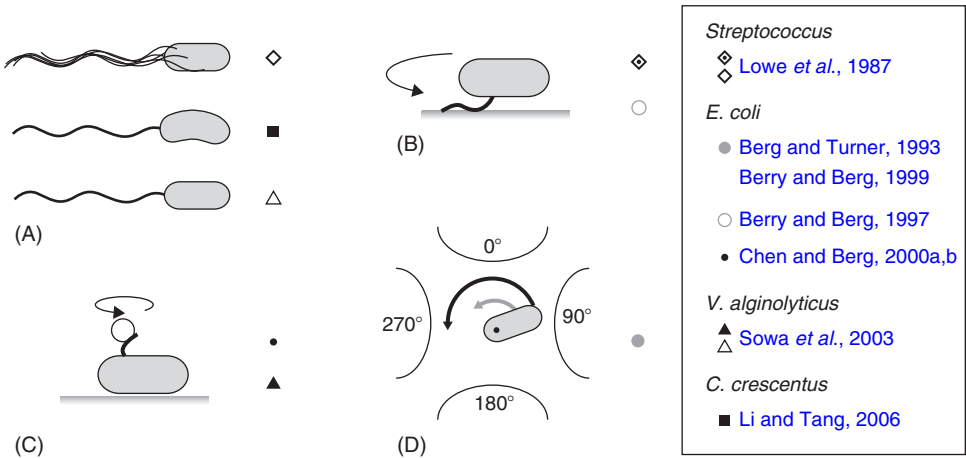 (A)
(B)
(C)
(D)
0°
90°
180°
270°
Streptococcus
Lowe et al., 1987
E. coli
Berg and Turner, 1993
Berry and Berg, 1999
Berry and Berg, 1997
Chen and Berg, 2000a,b
V. alginolyticus
Sowa et al., 2003
C. crescentus
Li and Tang, 2006